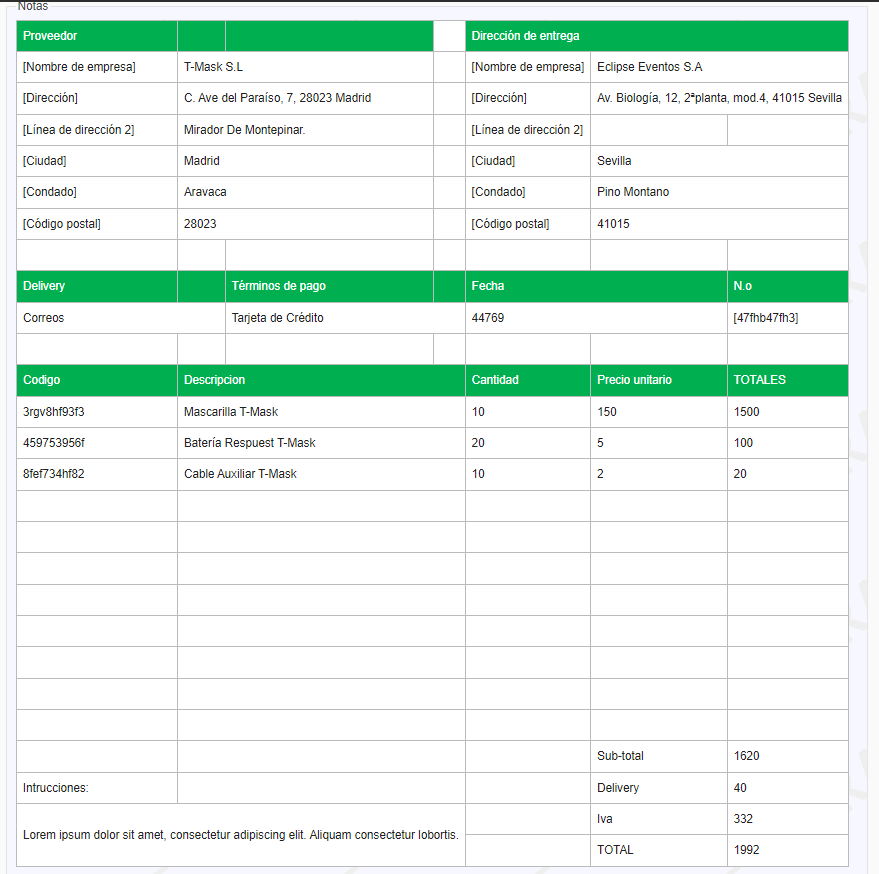 Notas
Proveedor Dirección de entrega
[Nombre de empresa] T-Mask S.L [Nombre de empresa] Eclipse Eventos S.A
[Dirección] C. Ave del Paraíso, 7, 28023 Madrid [Dirección] Av. Biología, 12, 2ªplanta, mod.4, 41015 Sevilla
[Línea de dirección 2] Mirador De Montepinar. [Línea de dirección 2]
[Ciudad] Madrid [Ciudad] Sevilla
[Condado] Aravaca [Condado] Pino Montano
[Código postal] 28023 [Código postal] 41015
Delivery Términos de pago Fecha N.o
Correos Tarjeta de Crédito 44769 [47fhb47fh3]
Codigo Descripcion Cantidad Precio unitario TOTALES
3rgv8hf93f3 Mascarilla T-Mask 10 150 1500
459753956f Batería Respuest T-Mask 20 5 100
8fef734hf82 Cable Auxiliar T-Mask 10 2 20
Sub-total 1620
Intrucciones: Delivery 40
Iva 332
Lorem ipsum dolor sit amet, consectetur adipiscing elit. Aliquam consectetur lobortis.
TOTAL 1992